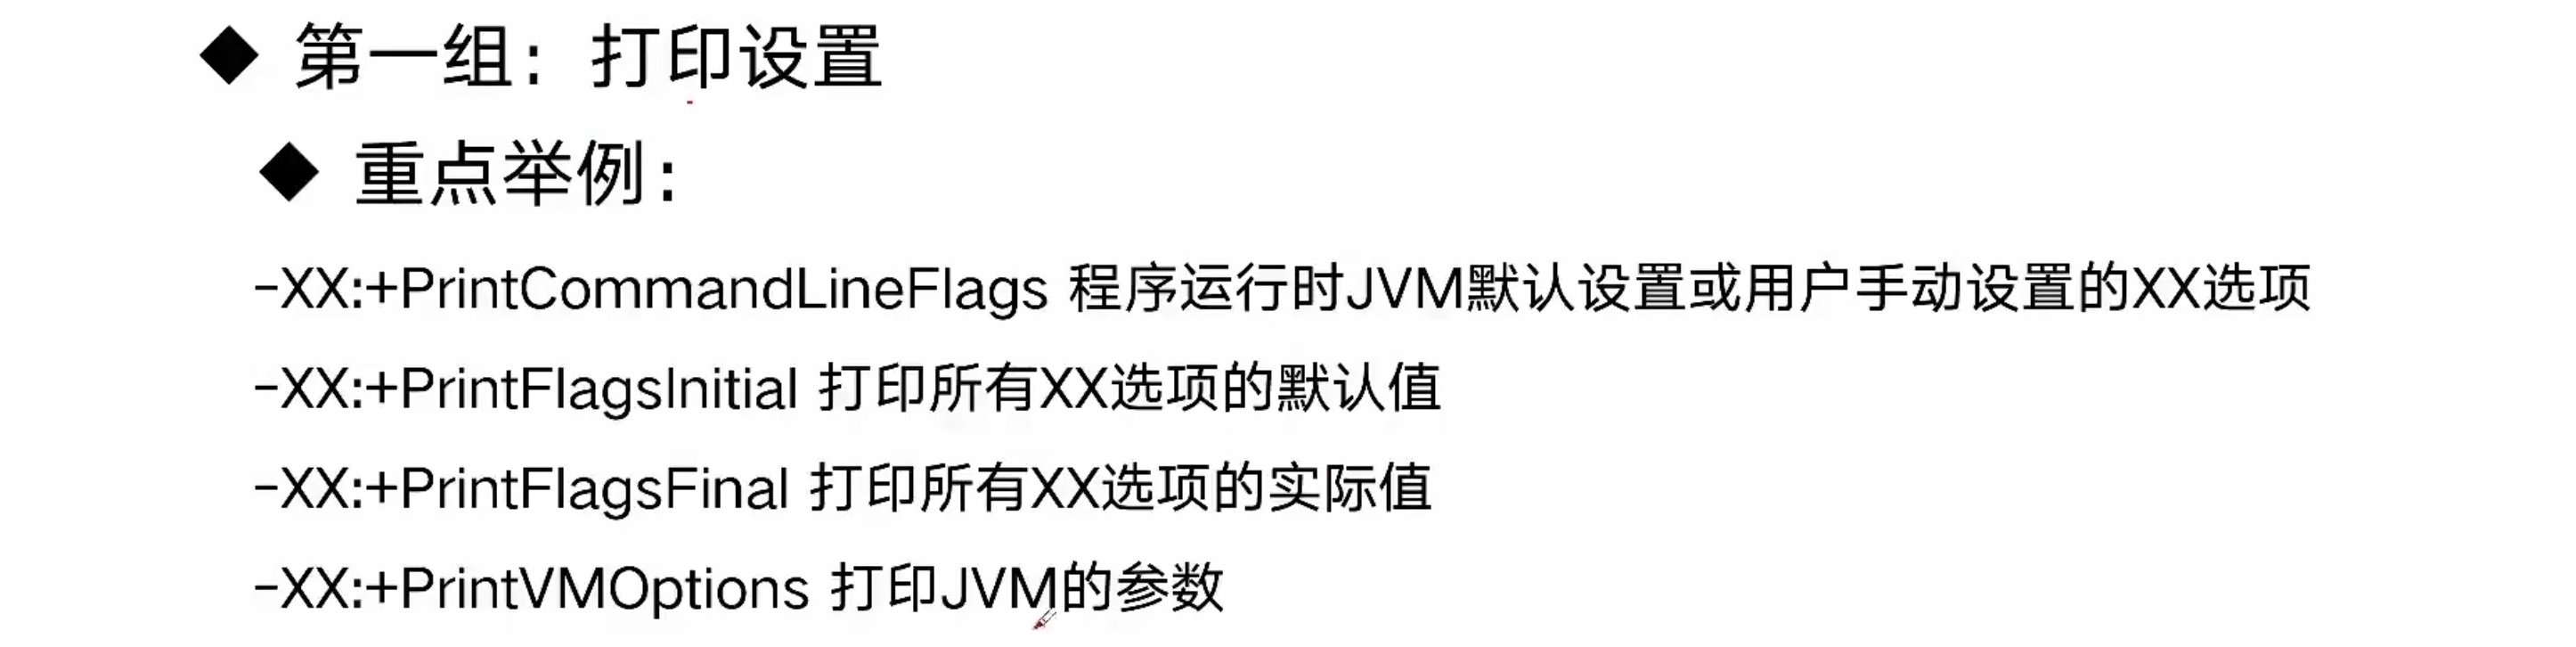 ◆ 第一组：打印设置
◆ 重点举例：
-XX:+PrintCommandLineFlags 程序运行时JVM默认设置或用户手动设置的XX选项
-XX:+PrintFlagsInitial 打印所有XX选项的默认值
-XX:+PrintFlagsFinal 打印所有XX选项的实际值
-XX:+PrintVMOptions 打印JVM的参数